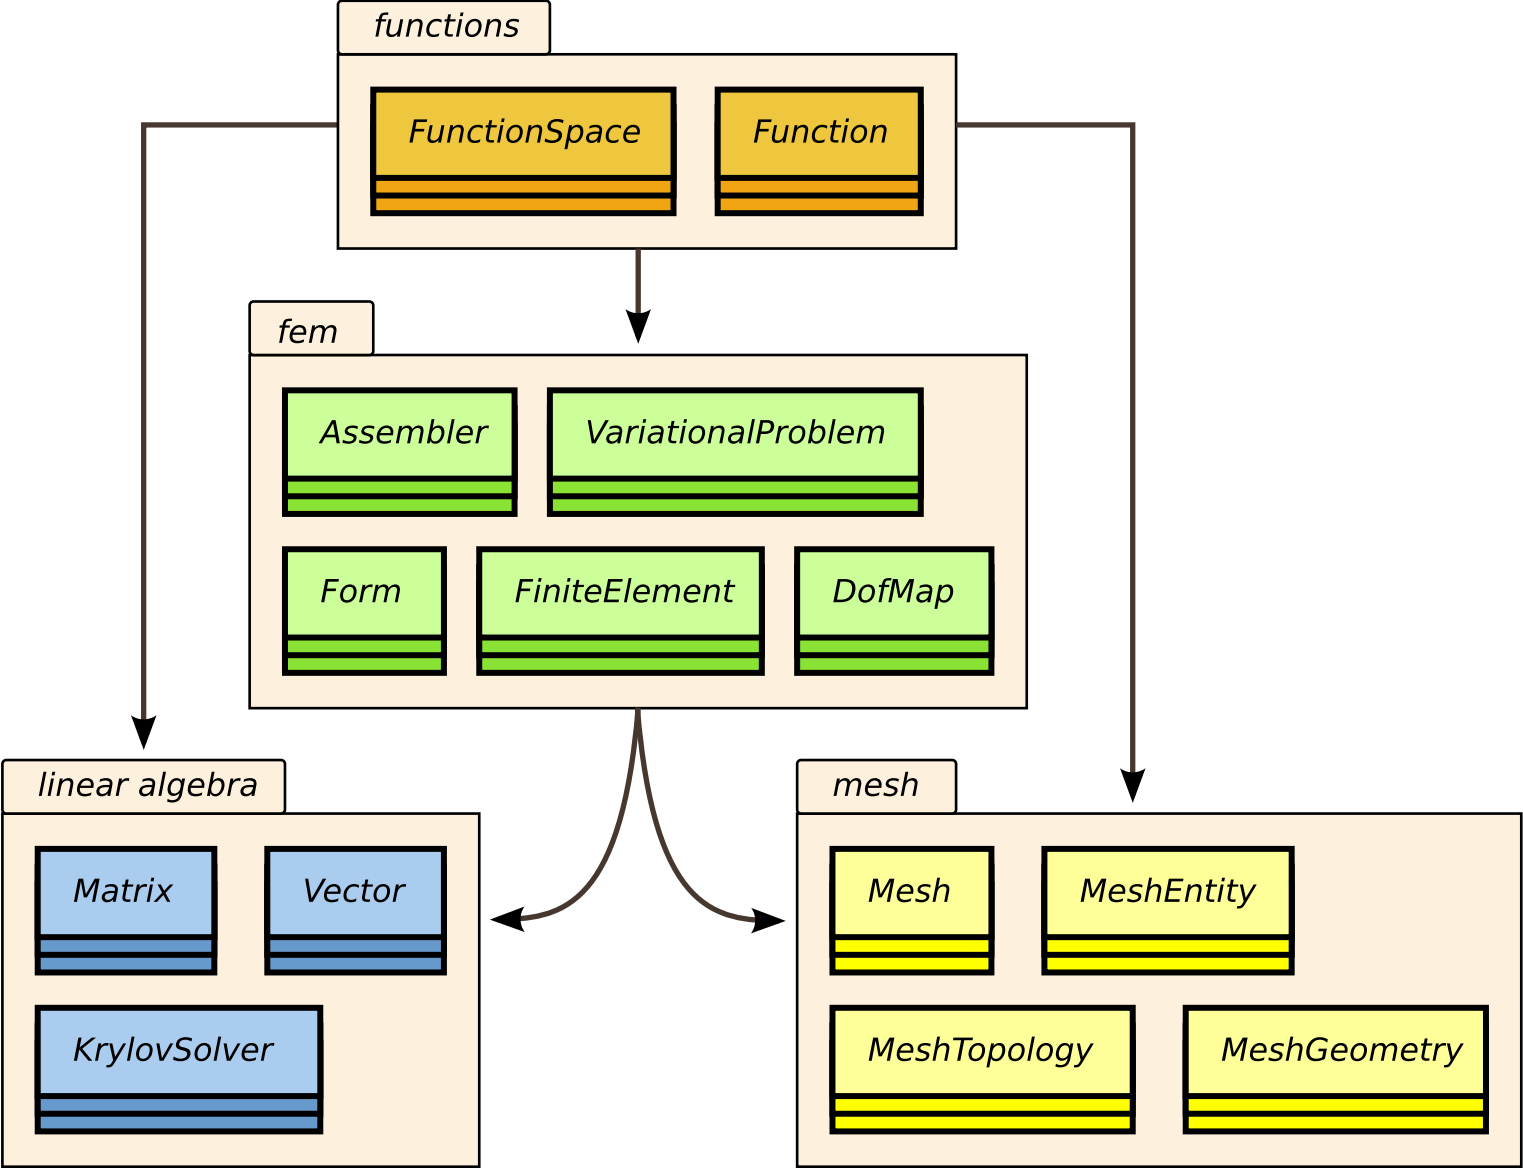 functions
FunctionSpace
Function
fem
Assembler
VariationalProblem
Form
FiniteElement
DofMap
linear algebra
Matrix
Vector
KrylovSolver
mesh
Mesh
MeshEntity
MeshTopology
MeshGeometry